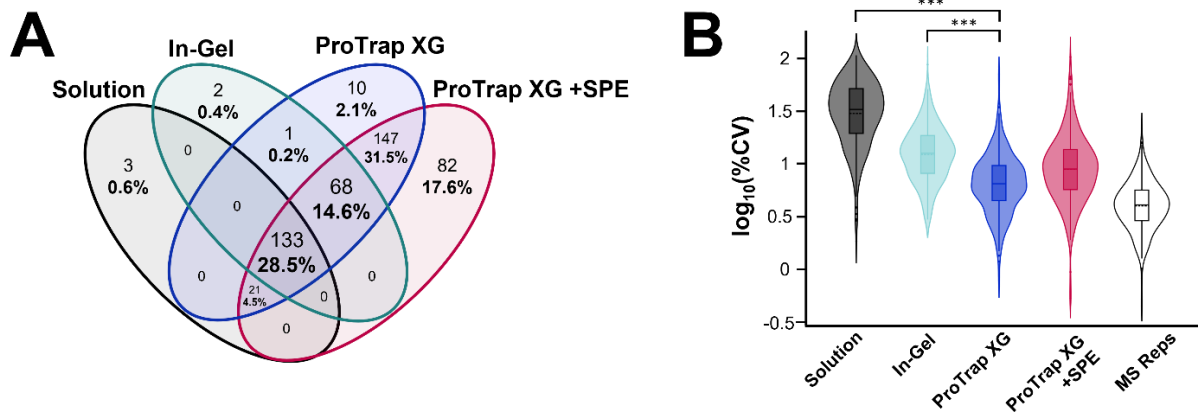 A
In-Gel
ProTrap XG
Solution
ProTrap XG +SPE
2
0.4%
10
2.1%
3
0.6%
0
1
0.2%
147
31.5%
82
17.6%
0
68
14.6%
133
28.5%
0
21
4.5%
0
0
0
B
***
***
log₁₀(%CV)
2
1.5
1
0.5
0
-0.5
Solution
In-Gel
ProTrap XG
ProTrap XG
+SPE
MS Reps